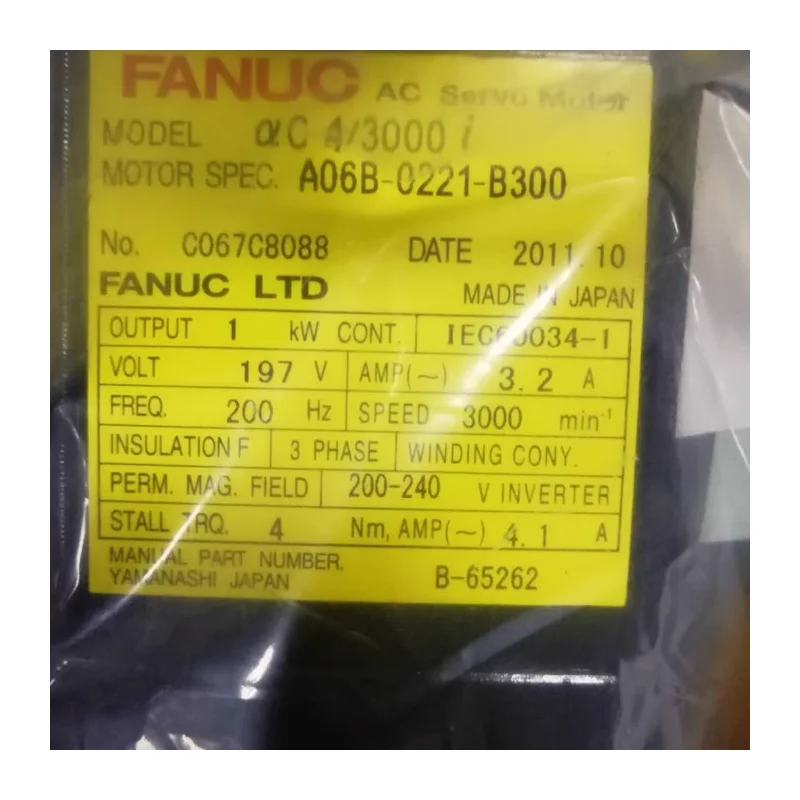 FANUC AC Servo Motor
MODEL αC 4/3000 i
MOTOR SPEC. A06B-0221-B300
No. C067C8088 DATE 2011.10
FANUC LTD MADE IN JAPAN
OUTPUT 1 kW CONT. IEC60034-1
VOLT 197 V AMP(~) 3.2 A
FREQ. 200 Hz SPEED 3000 min⁻¹
INSULATION F 3 PHASE WINDING CONY.
PERM. MAG. FIELD 200-240 V INVERTER
STALL TRQ. 4 Nm, AMP(~) 4.1 A
MANUAL PART NUMBER.
YAMANASHI JAPAN B-65262